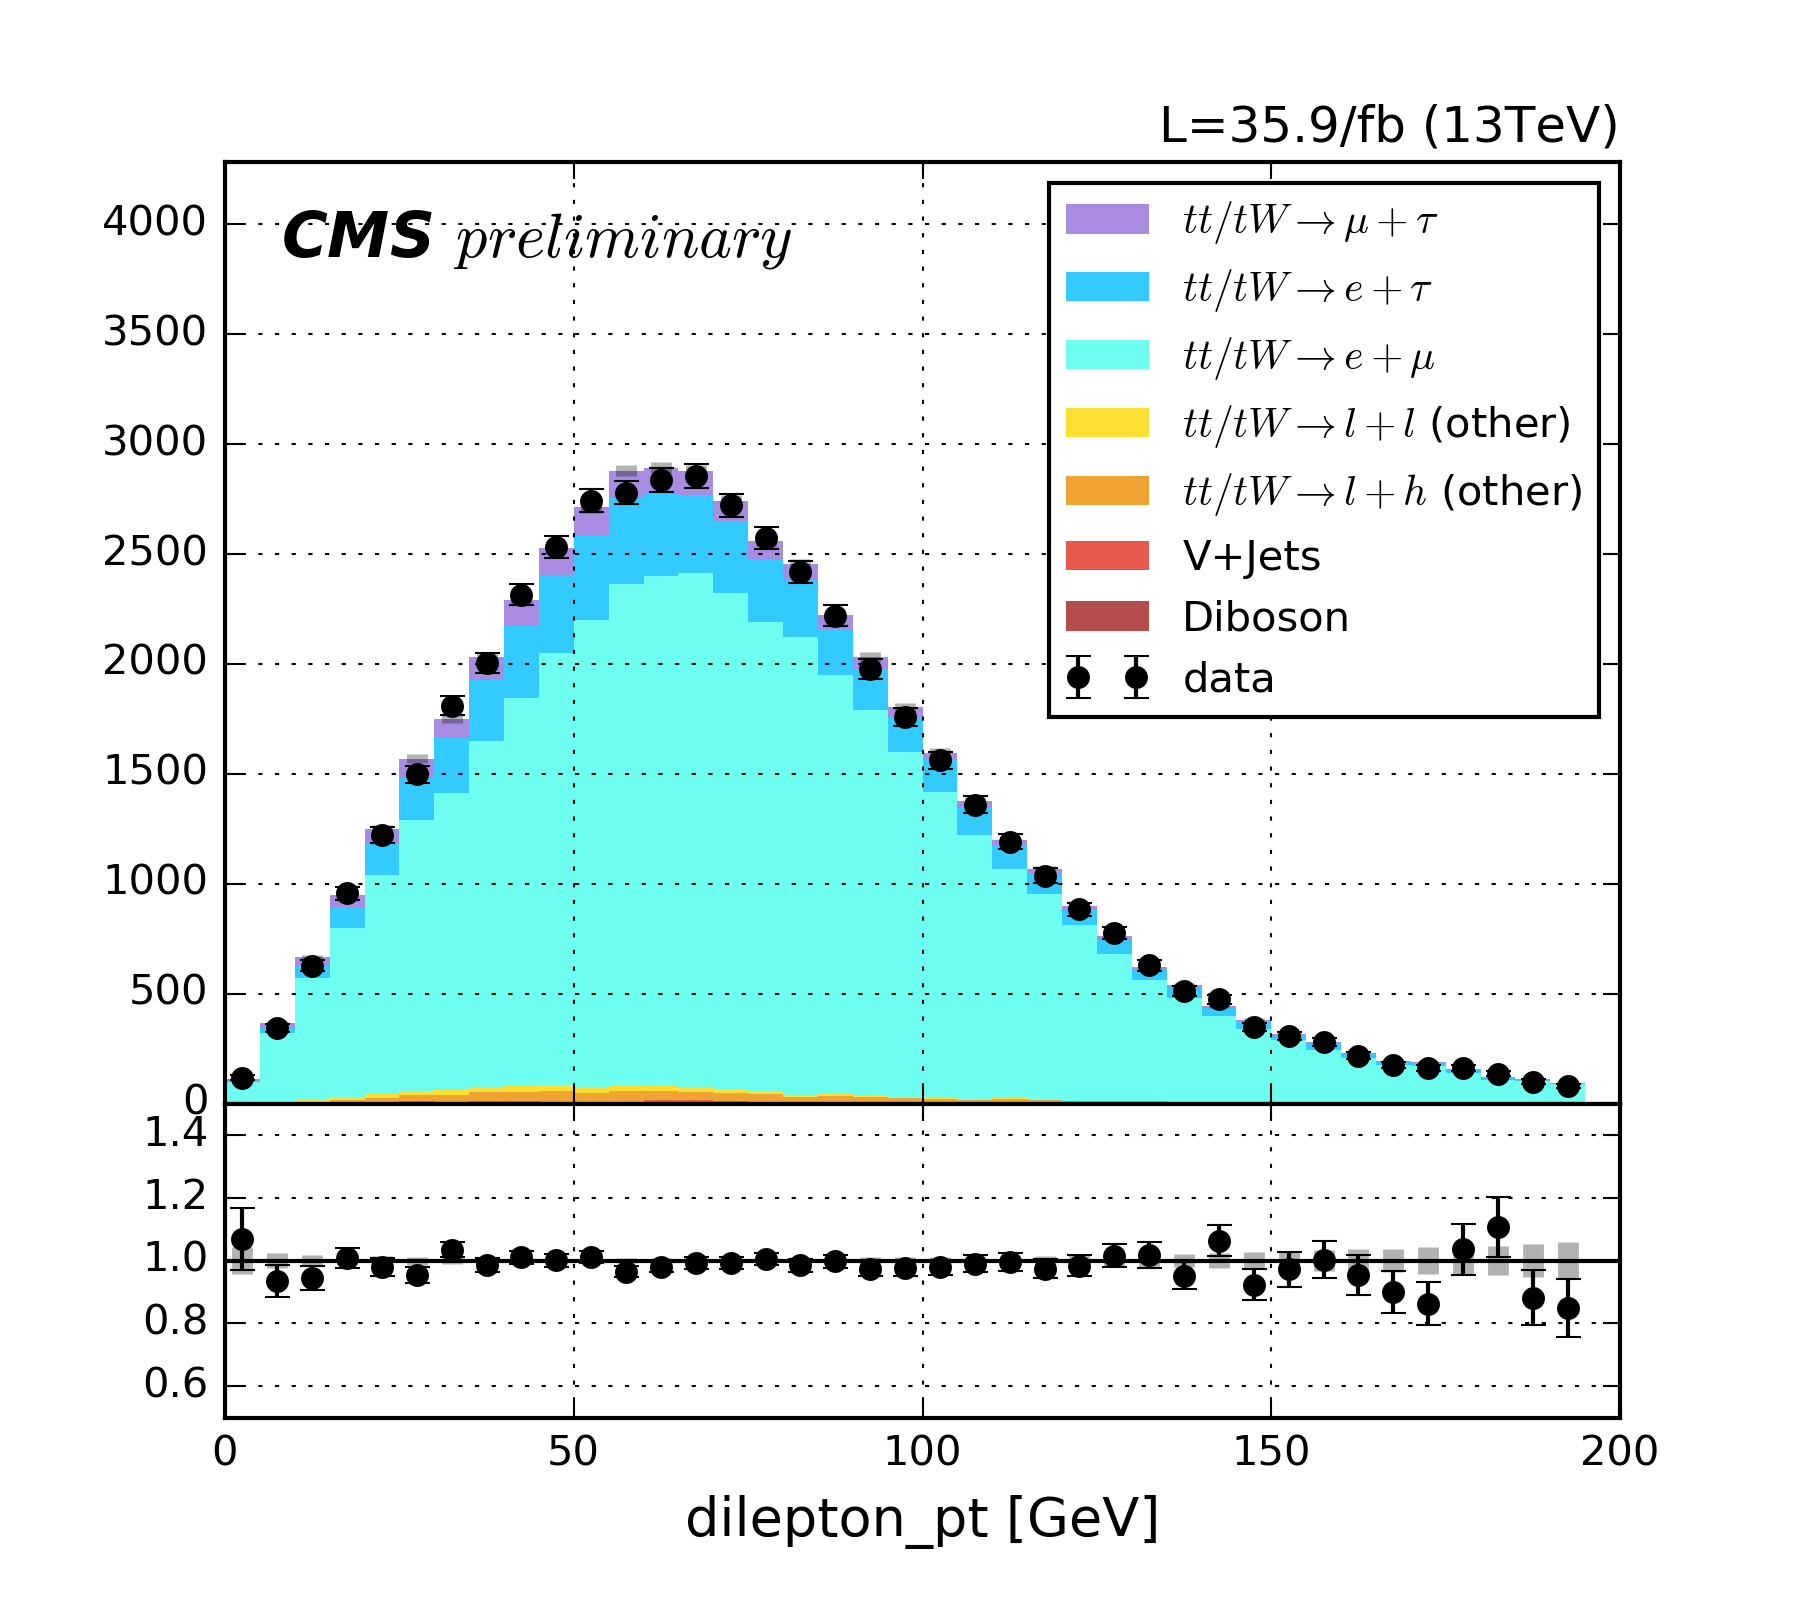 L=35.9/fb (13TeV)
CMS preliminary
tt/tW→μ+τ
tt/tW→e+τ
tt/tW→e+μ
tt/tW→l+l (other)
tt/tW→l+h (other)
V+Jets
Diboson
data
4000
3500
3000
2500
2000
1500
1000
500
0
1.4
1.2
1.0
0.8
0.6
0 50 100 150 200
dilepton_pt [GeV]